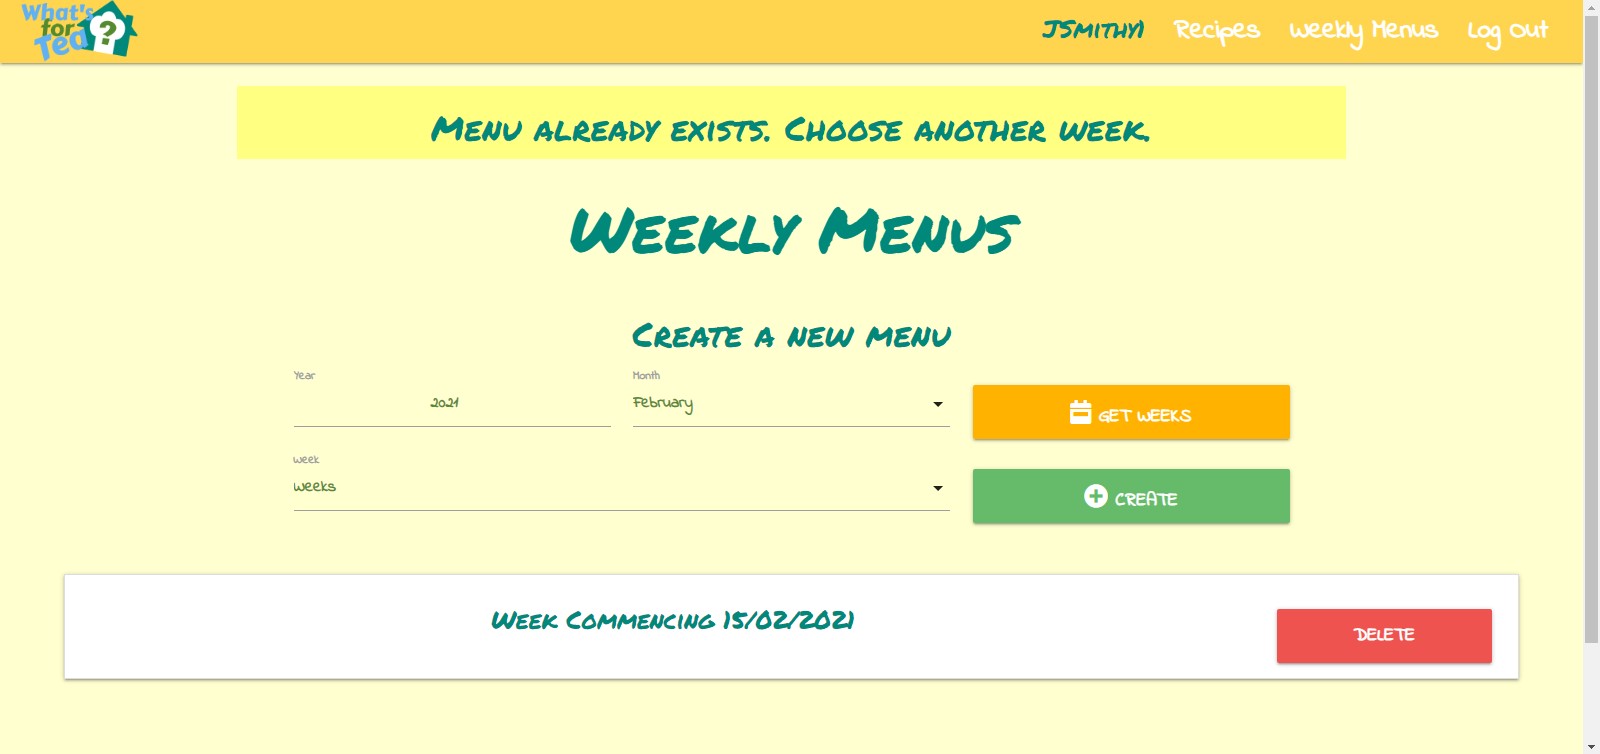 What's
for
Tea ?
JSmithy1 Recipes Weekly Menus Log Out
Menu already exists. Choose another week.
Weekly Menus
Create a new menu
Year
2021
Month
February
GET WEEKS
Week
Weeks
CREATE
Week Commencing 15/02/2021
DELETE